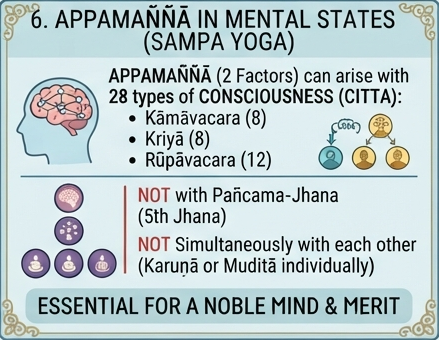 6. APPAMAÑÑĀ IN MENTAL STATES
(SAMPA YOGA)
APPAMAÑÑĀ (2 Factors) can arise with
28 types of CONSCIOUSNESS (CITTA):
• Kāmāvacara (8)
• Kriyā (8)
• Rūpāvacara (12)
NOT with Pañcama-Jhana
(5th Jhana)
NOT Simultaneously with each other
(Karuṇā or Muditā individually)
ESSENTIAL FOR A NOBLE MIND & MERIT